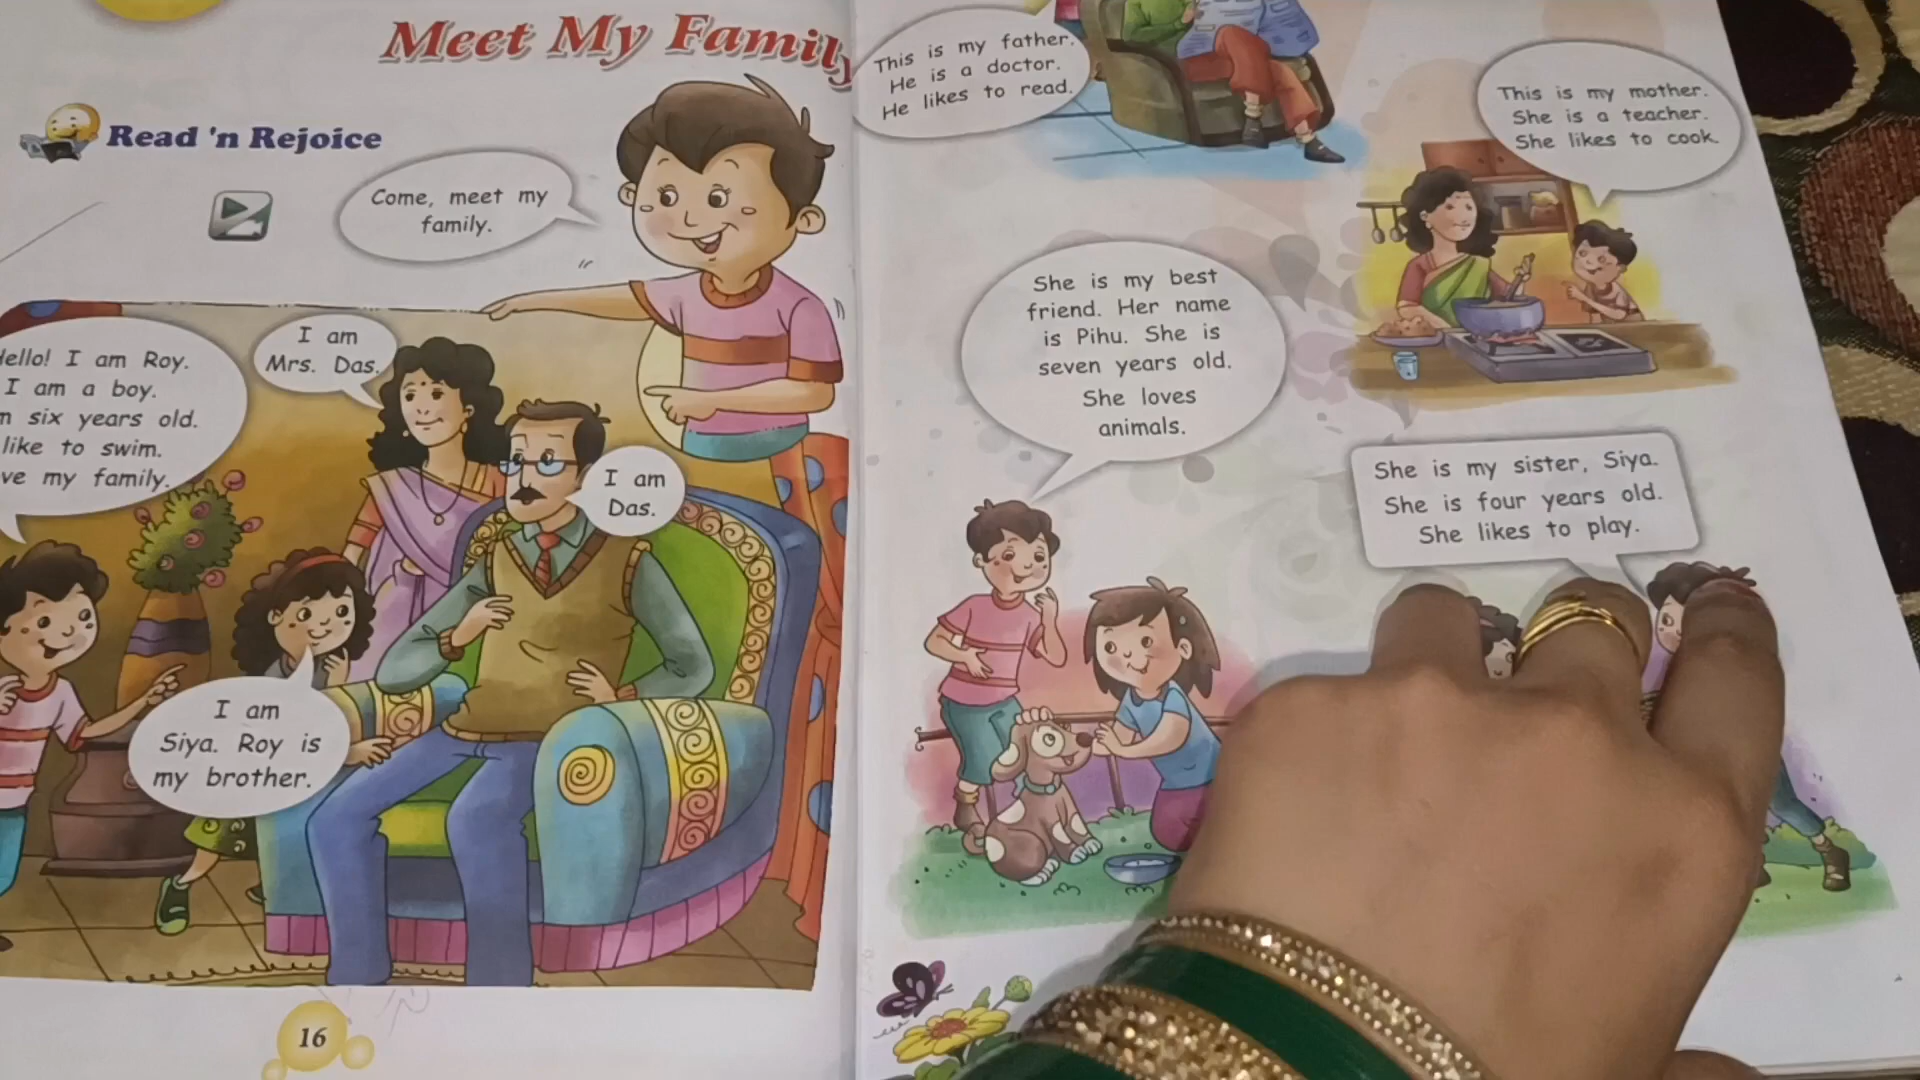 Meet My Family
Read 'n Rejoice
Come, meet my
family.
Hello! I am Roy.
I am a boy.
six years old.
like to swim.
my family.
I am
Mrs. Das.
I am
Das.
I am
Siya. Roy is
my brother.
16
This is my father.
He is a doctor.
He likes to read.
This is my mother.
She is a teacher.
She likes to cook.
She is my best
friend. Her name
is Pihu. She is
seven years old.
She loves
animals.
She is my sister, Siya.
She is four years old.
She likes to play.